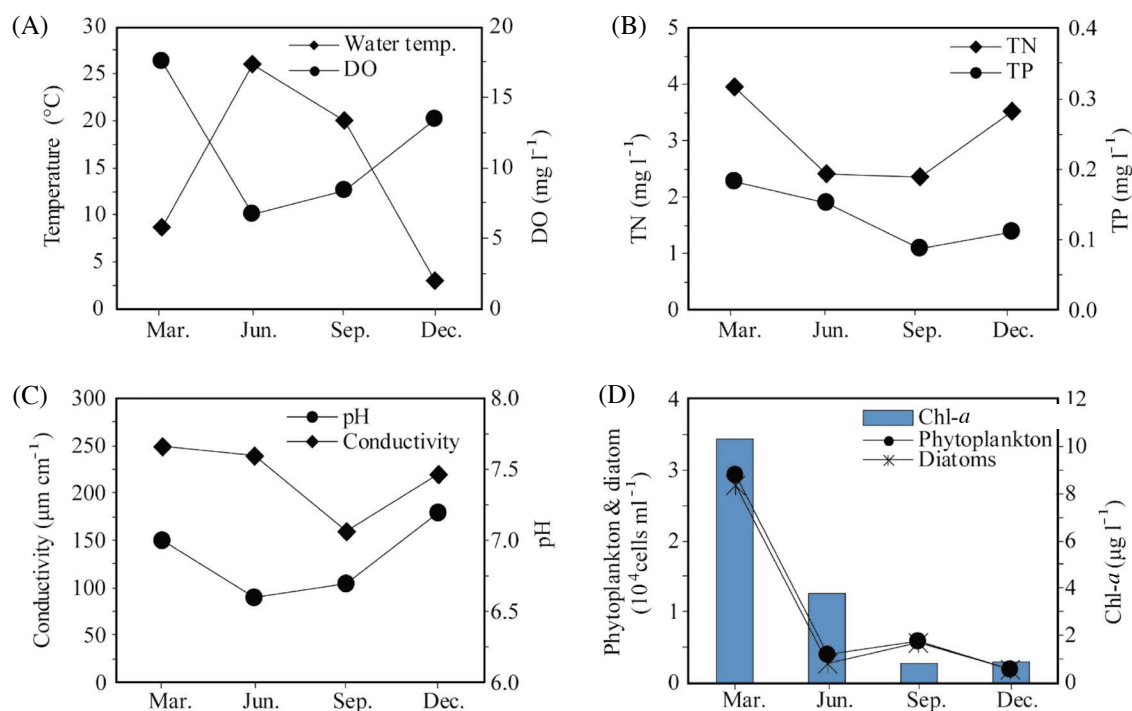 (A)
30
25
20
15
10
5
0
Temperature (°C)
Water temp.
DO
20
15
10
5
0
DO (mg l⁻¹)
Mar. Jun. Sep. Dec.
(B)
5
4
3
2
1
0
TN (mg l⁻¹)
TN
TP
0.4
0.3
0.2
0.1
0.0
TP (mg l⁻¹)
Mar. Jun. Sep. Dec.
(C)
300
250
200
150
100
50
0
Conductivity (µm cm⁻¹)
pH
Conductivity
8.0
7.5
7.0
6.5
6.0
pH
Mar. Jun. Sep. Dec.
(D)
4
3
2
1
0
Phytoplankton & diatom
(10⁴cells ml⁻¹)
Chl-a
Phytoplankton
Diatoms
12
10
8
6
4
2
0
Chl-a (µg l⁻¹)
Mar. Jun. Sep. Dec.